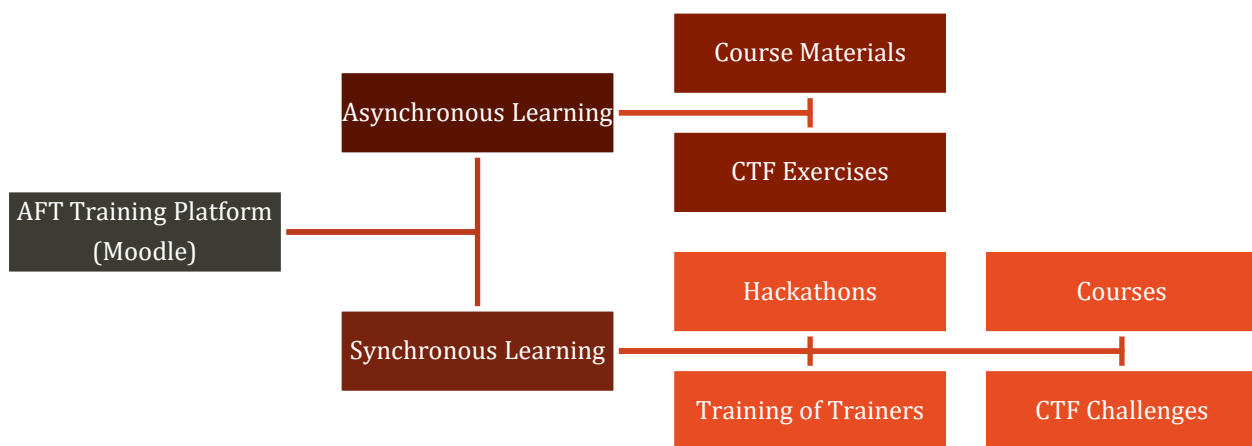 AFT Training Platform
(Moodle)
Asynchronous Learning
Course Materials
CTF Exercises
Synchronous Learning
Hackathons
Courses
Training of Trainers
CTF Challenges